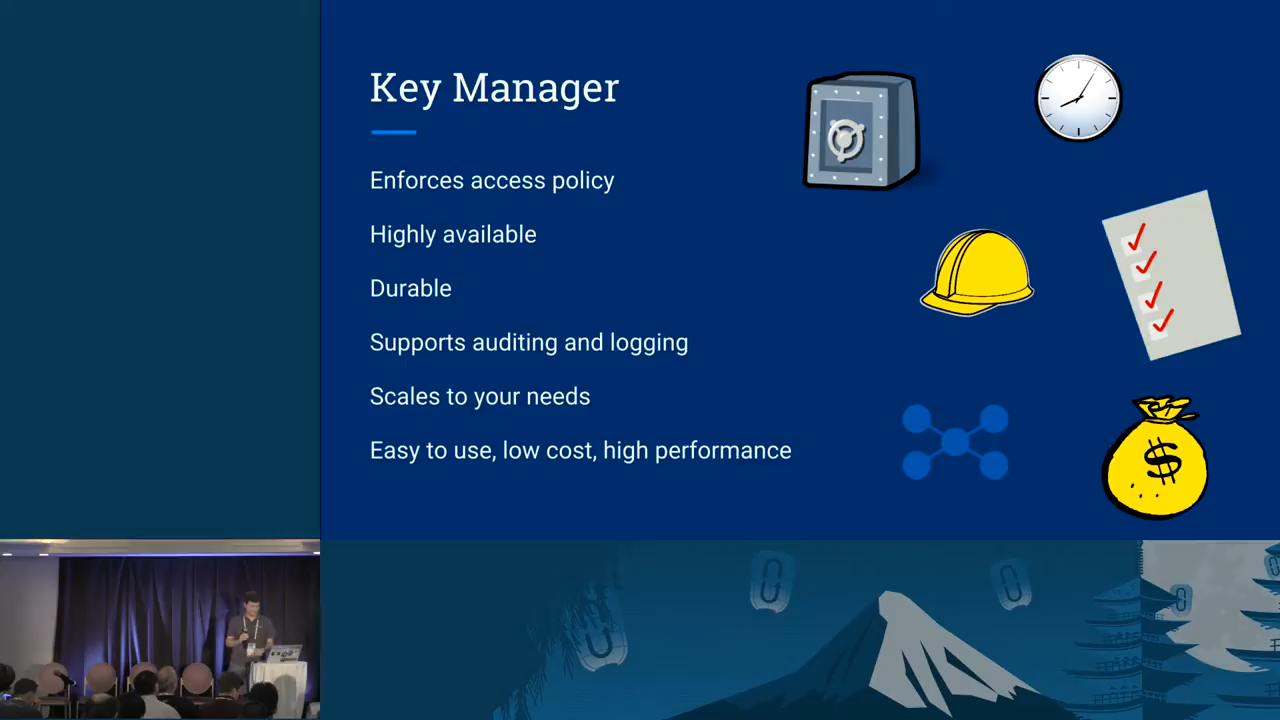 Key Manager
Enforces access policy
Highly available
Durable
Supports auditing and logging
Scales to your needs
Easy to use, low cost, high performance
$